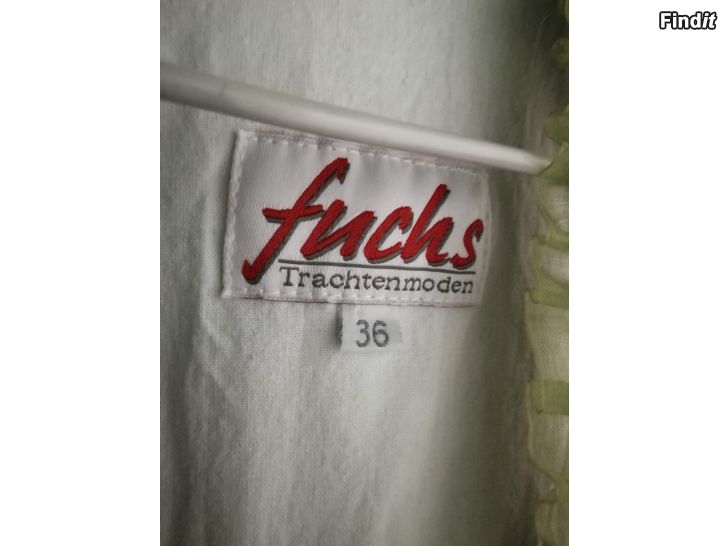 Findit
fuchs
Trachtenmoden
36